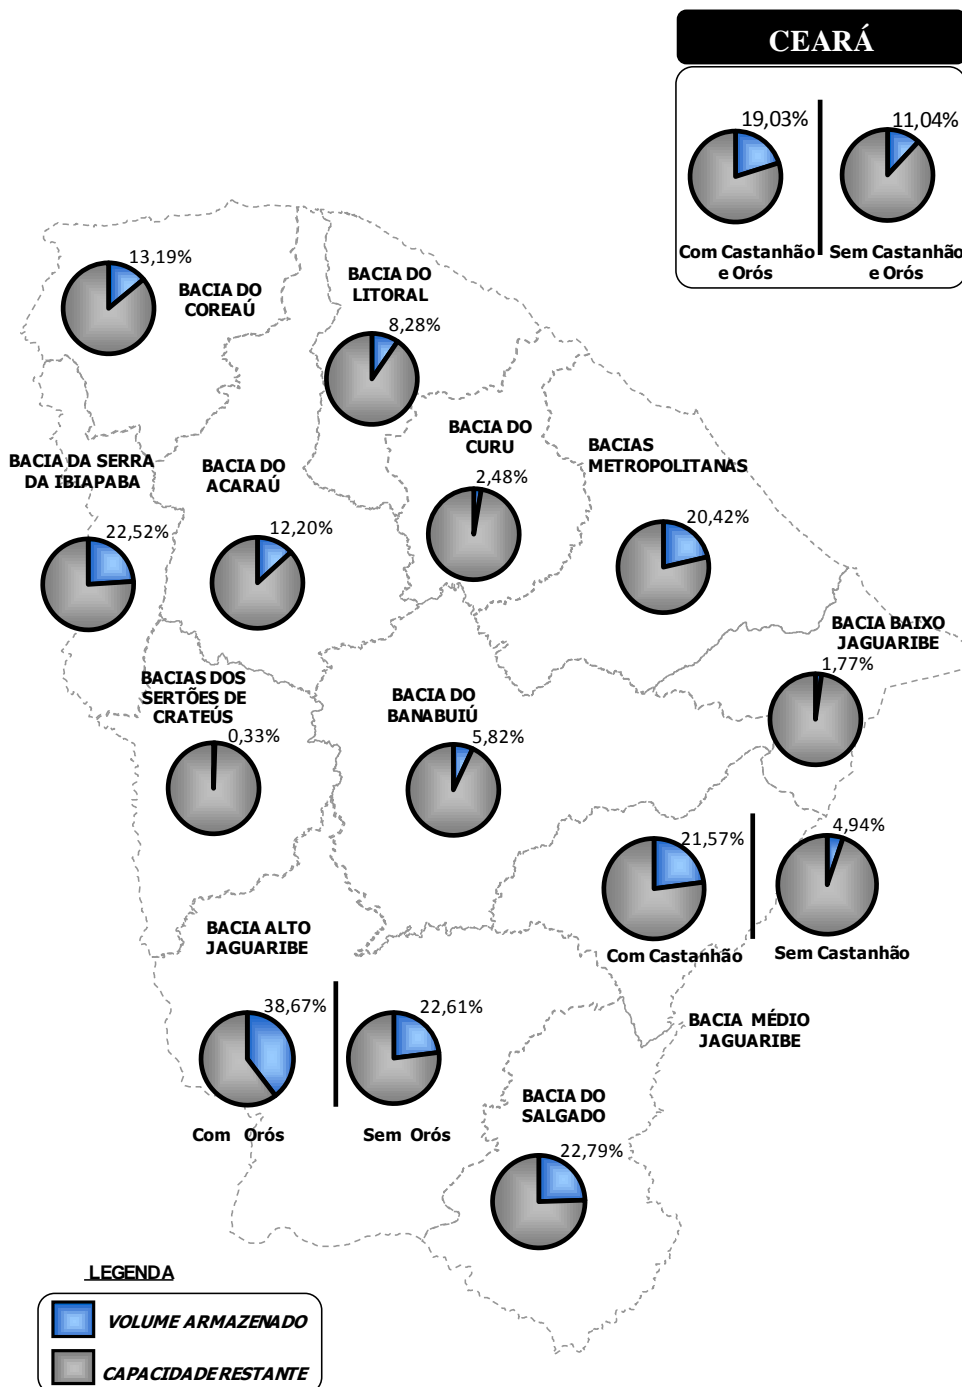 CEARÁ
19,03%
11,04%
Com Castanhão
e Orós
Sem Castanhão
e Orós
13,19%
BACIA DO
COREAÚ
BACIA DO
LITORAL
8,28%
BACIA DA SERRA
DA IBIAPABA
22,52%
BACIA DO
ACARAÚ
12,20%
BACIA DO
CURU
2,48%
BACIAS
METROPOLITANAS
20,42%
BACIA BAIXO
JAGUARIBE
1,77%
BACIAS DOS
SERTÕES DE
CRATEÚS
0,33%
BACIA DO
BANABUIÚ
5,82%
21,57%
4,94%
Com Castanhão
Sem Castanhão
BACIA ALTO
JAGUARIBE
38,67%
22,61%
Com Orós
Sem Orós
BACIA MÉDIO
JAGUARIBE
BACIA DO
SALGADO
22,79%
LEGENDA
VOLUME ARMAZENADO
CAPACIDADE RESTANTE